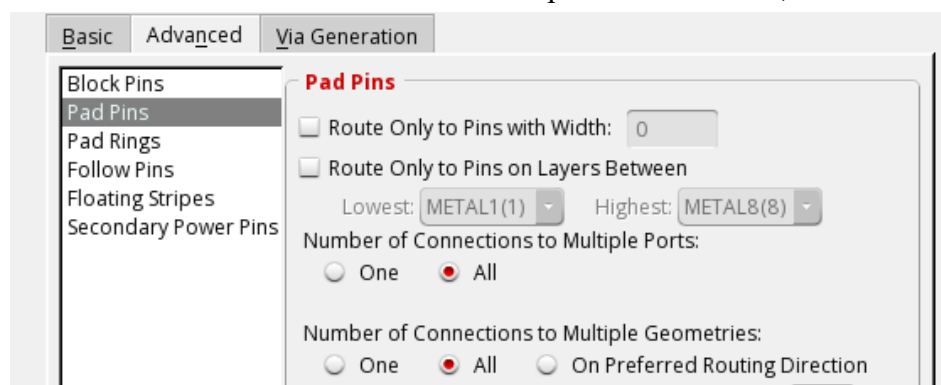 Basic Advanced Via Generation
Block Pins
Pad Pins
Pad Rings
Follow Pins
Floating Stripes
Secondary Power Pins
Pad Pins
Route Only to Pins with Width: 0
Route Only to Pins on Layers Between
Lowest: METAL1(1) Highest: METAL8(8)
Number of Connections to Multiple Ports:
One All
Number of Connections to Multiple Geometries:
One All On Preferred Routing Direction